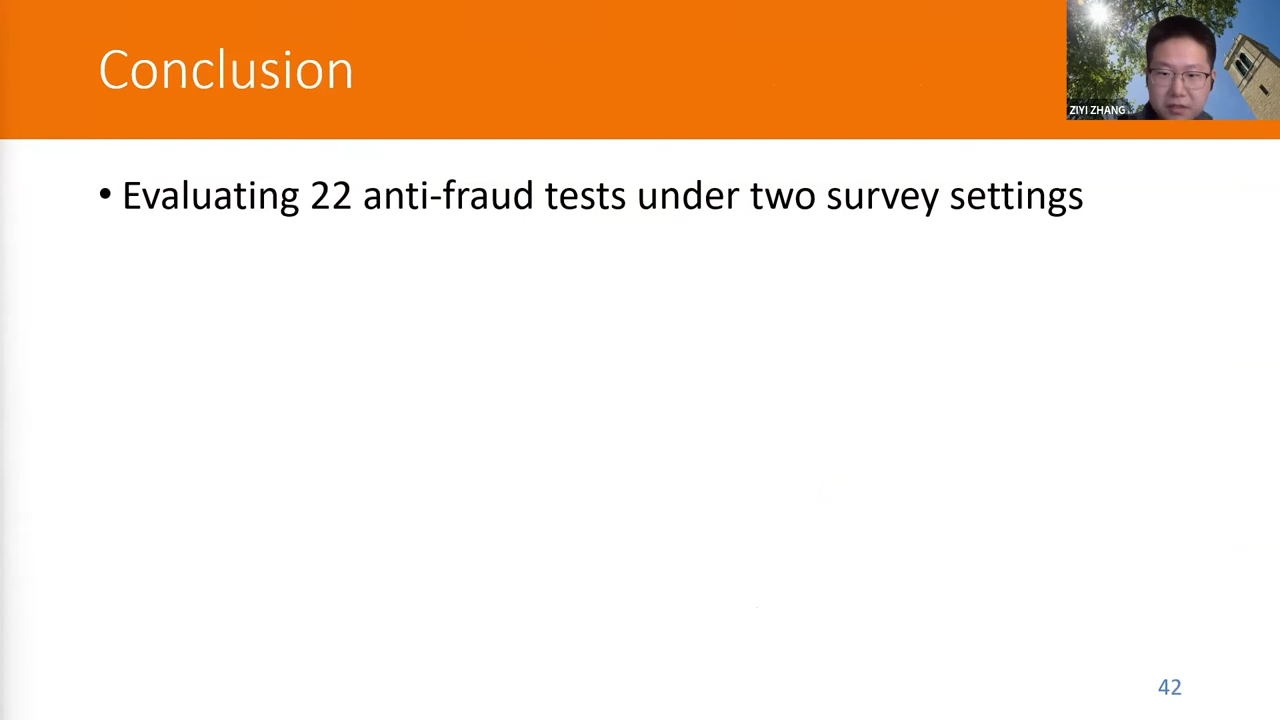 Conclusion
ZIYI ZHANG
• Evaluating 22 anti-fraud tests under two survey settings
42